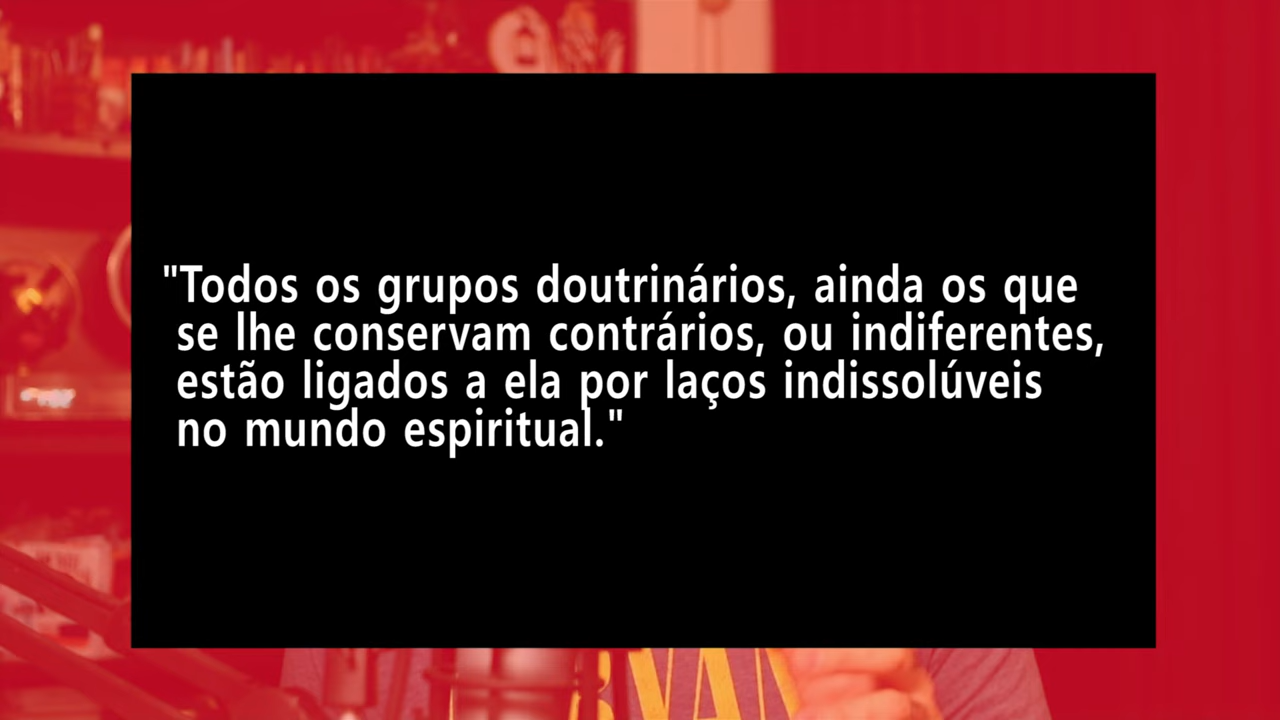 "Todos os grupos doutrinários, ainda os que
se lhe conservam contrários, ou indiferentes,
estão ligados a ela por laços indissolúveis
no mundo espiritual."